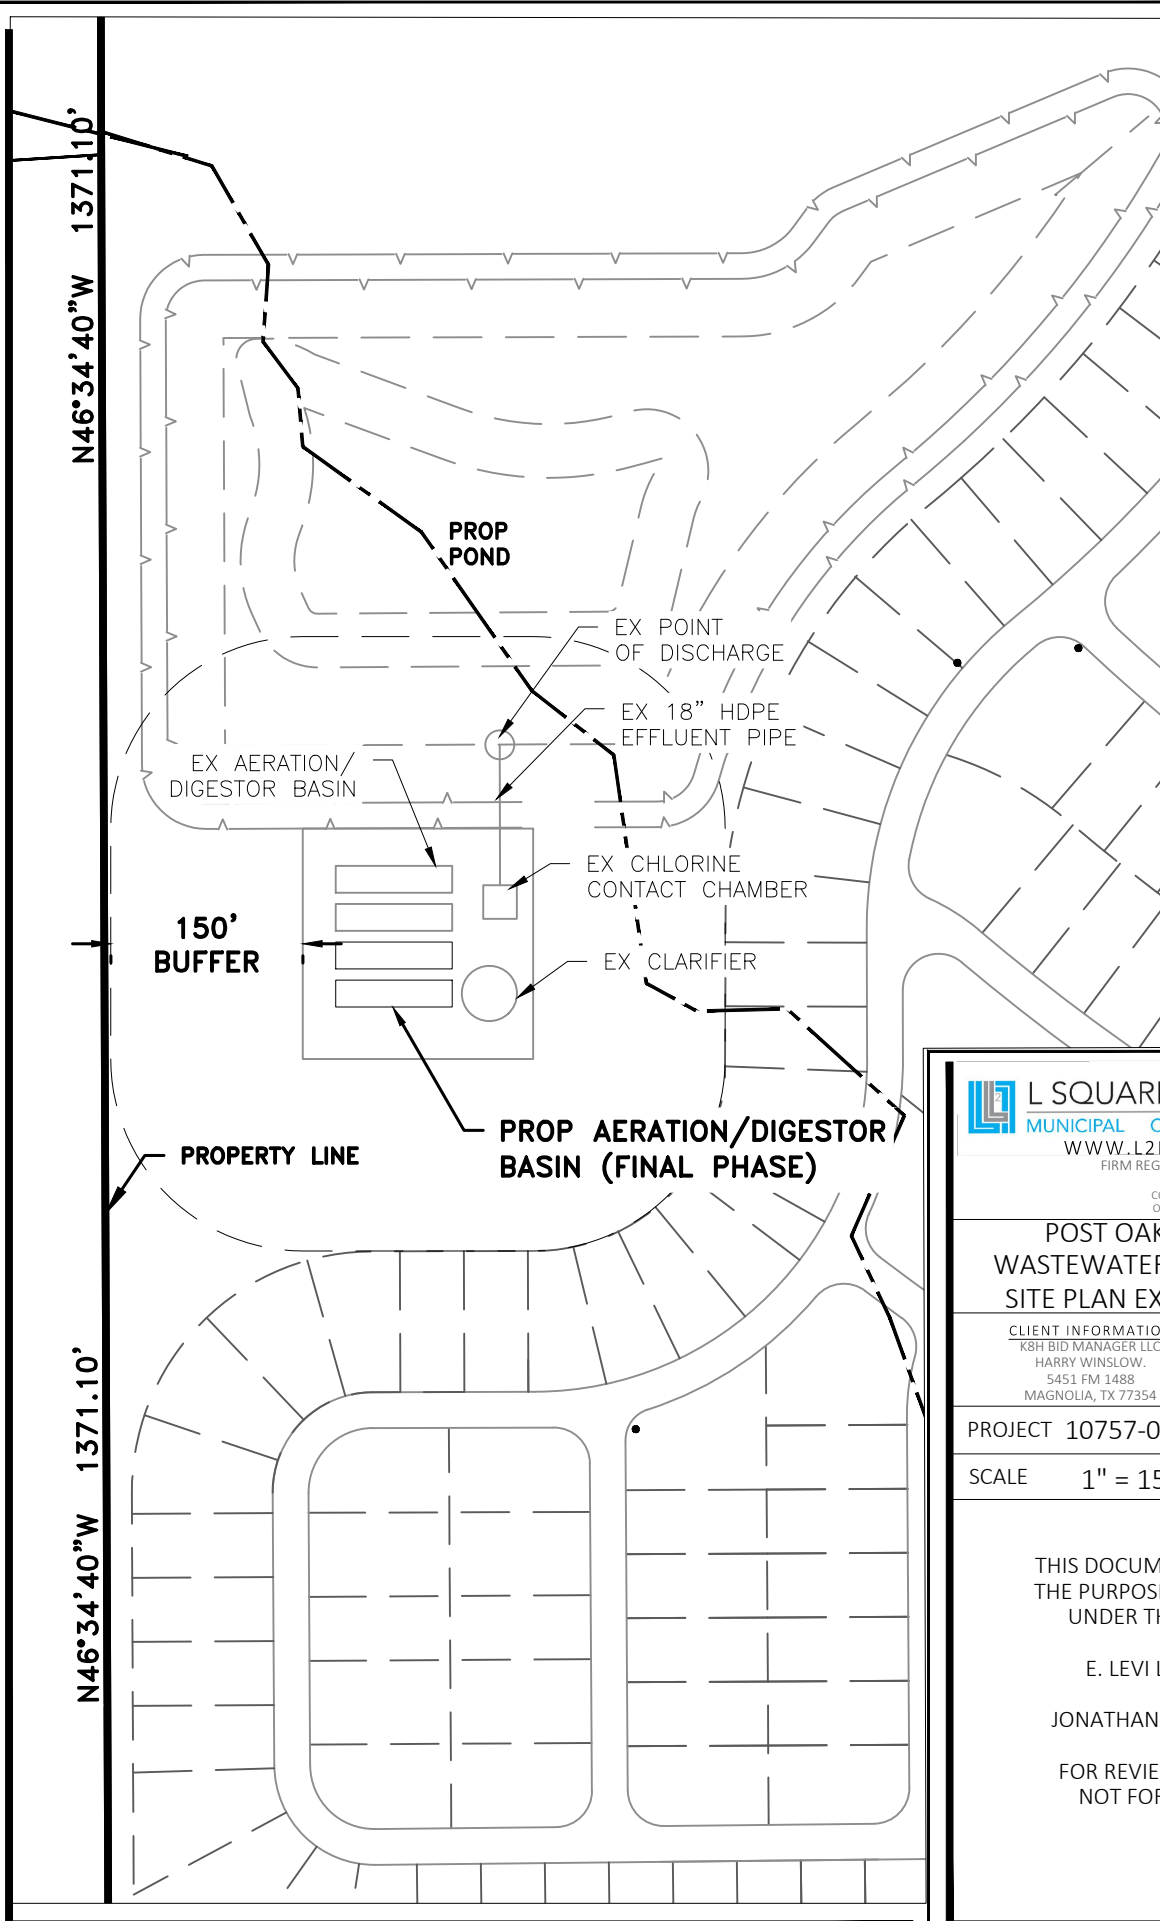 N46°34'40"W 1371.10'
PROP
POND
EX POINT
OF DISCHARGE
EX 18" HDPE
EFFLUENT PIPE
EX AERATION/
DIGESTOR BASIN
EX CHLORINE
CONTACT CHAMBER
150'
BUFFER
EX CLARIFIER
PROP AERATION/DIGESTOR
BASIN (FINAL PHASE)
PROPERTY LINE
N46°34'40"W 1371.10'
L SQUAR
MUNICIPAL C
WWW.L2
FIRM REG
C
O
POST OAK
WASTEWATER
SITE PLAN EX
CLIENT INFORMATIO
K8H BID MANAGER LLC
HARRY WINSLOW.
5451 FM 1488
MAGNOLIA, TX 77354
PROJECT 10757-0
SCALE 1" = 15
THIS DOCUM
THE PURPOS
UNDER TH
E. LEVI L
JONATHAN
FOR REVIE
NOT FOR